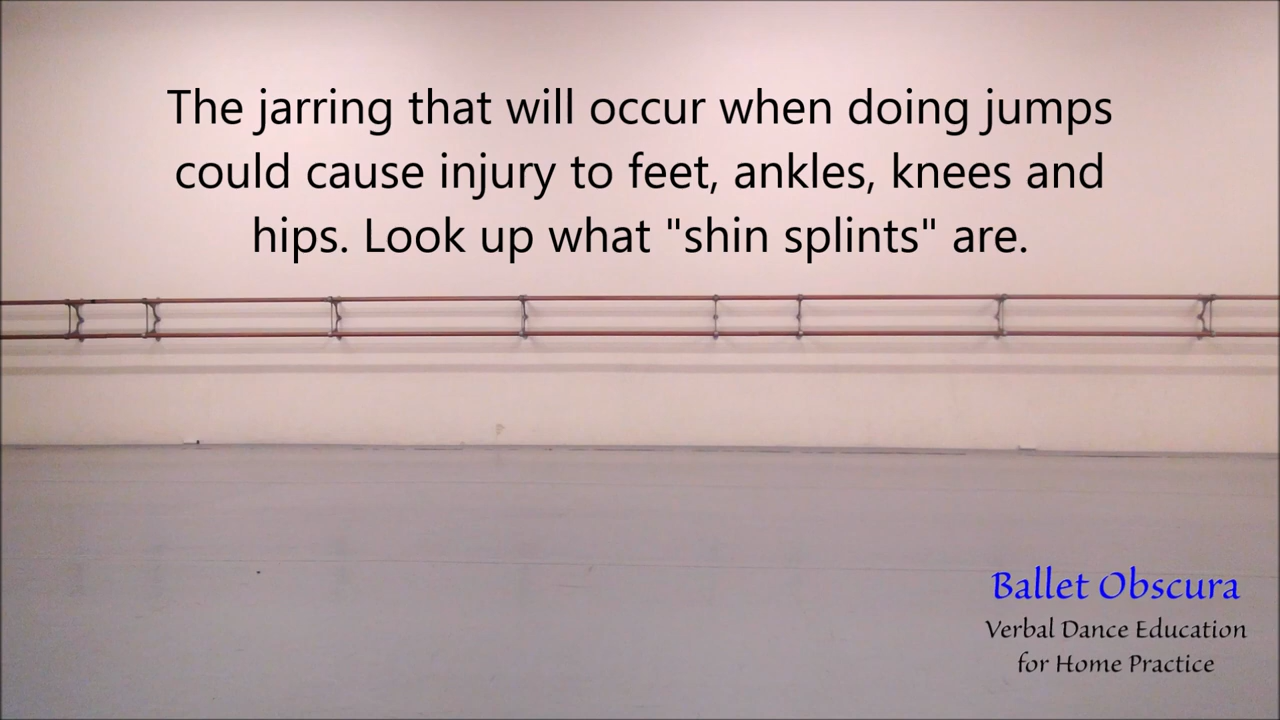 The jarring that will occur when doing jumps
could cause injury to feet, ankles, knees and
hips. Look up what "shin splints" are.
Ballet Obscura
Verbal Dance Education
for Home Practice